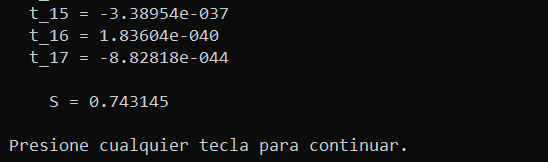 t_15 = -3.38954e-037
t_16 = 1.83604e-040
t_17 = -8.82818e-044
S = 0.743145
Presione cualquier tecla para continuar.